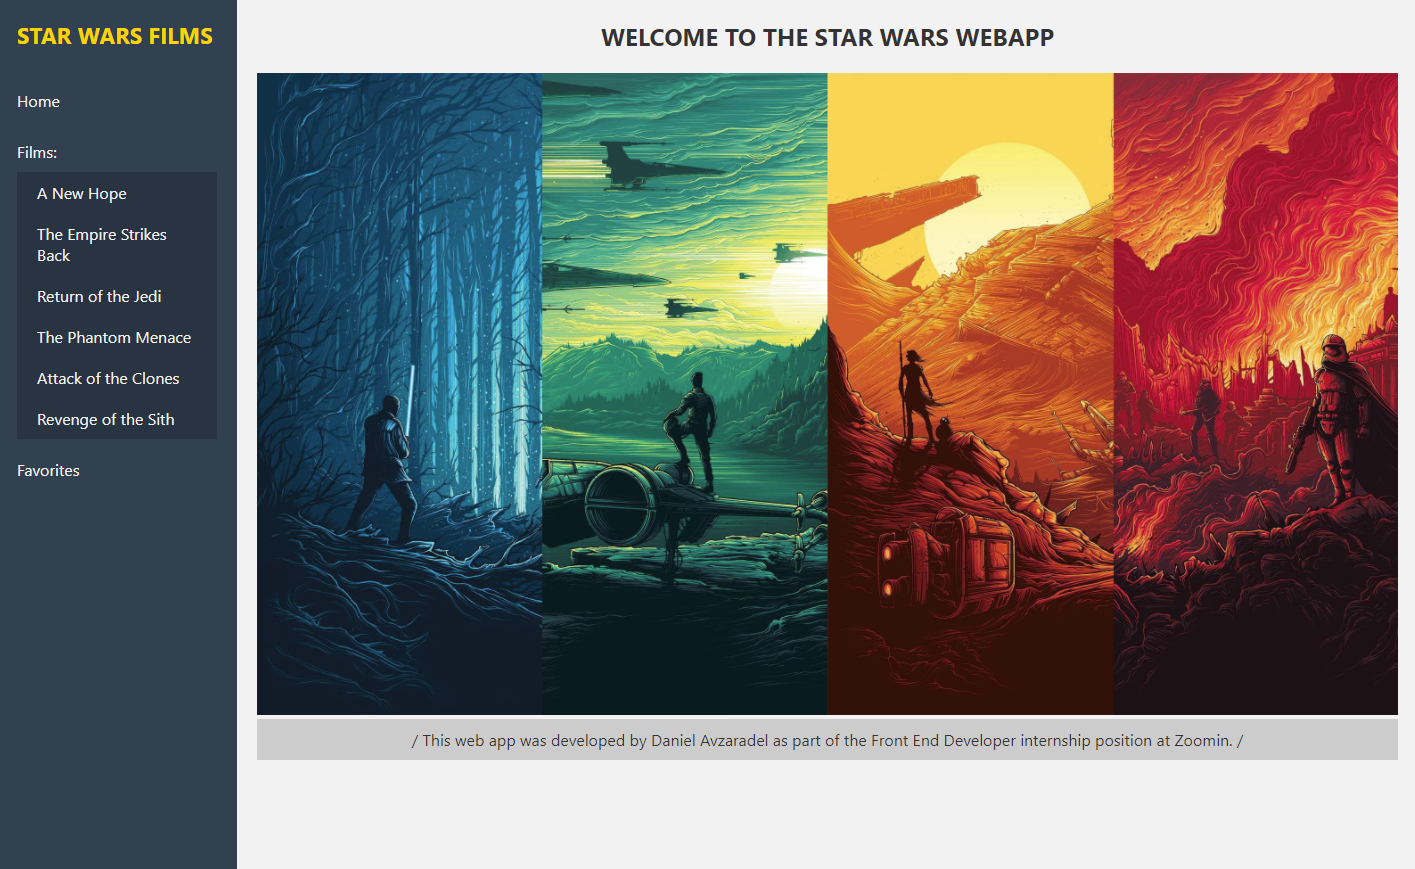 STAR WARS FILMS
Home
Films:
A New Hope
The Empire Strikes
Back
Return of the Jedi
The Phantom Menace
Attack of the Clones
Revenge of the Sith
Favorites
WELCOME TO THE STAR WARS WEBAPP
/ This web app was developed by Daniel Avzaradel as part of the Front End Developer internship position at Zoomin. /